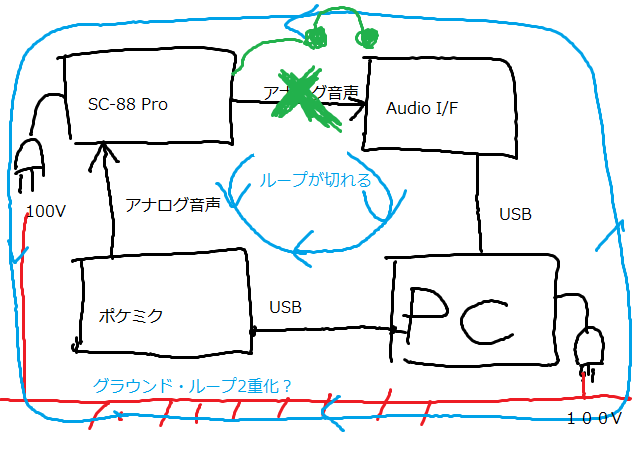 SC-88 Pro
アナログ音声
Audio I/F
ループが切れる
アナログ音声
100V
USB
ポケミク
USB
PC
グラウンド・ループ2重化？
１００V